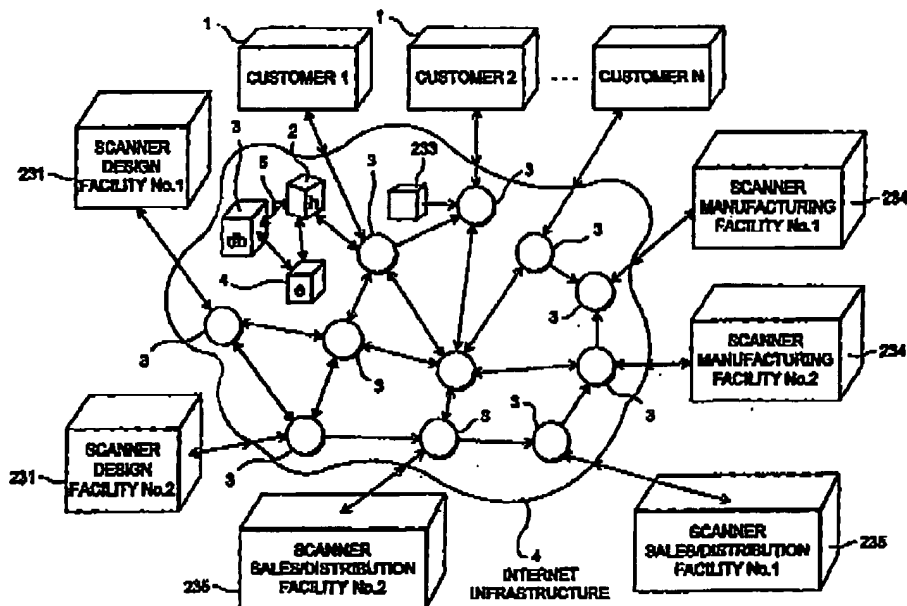 1
1
CUSTOMER 1
CUSTOMER 2
CUSTOMER N
231
SCANNER
DESIGN
FACILITY No.1
3
5
2
h
3
233
3
3
SCANNER
MANUFACTURING
FACILITY No.1
234
4
3
3
3
SCANNER
MANUFACTURING
FACILITY No.2
234
3
3
3
3
231
SCANNER
DESIGN
FACILITY No.2
3
SCANNER
SALES/DISTRIBUTION
FACILITY No.2
235
4
INTERNET
INFRASTRUCTURE
SCANNER
SALES/DISTRIBUTION
FACILITY No.1
235